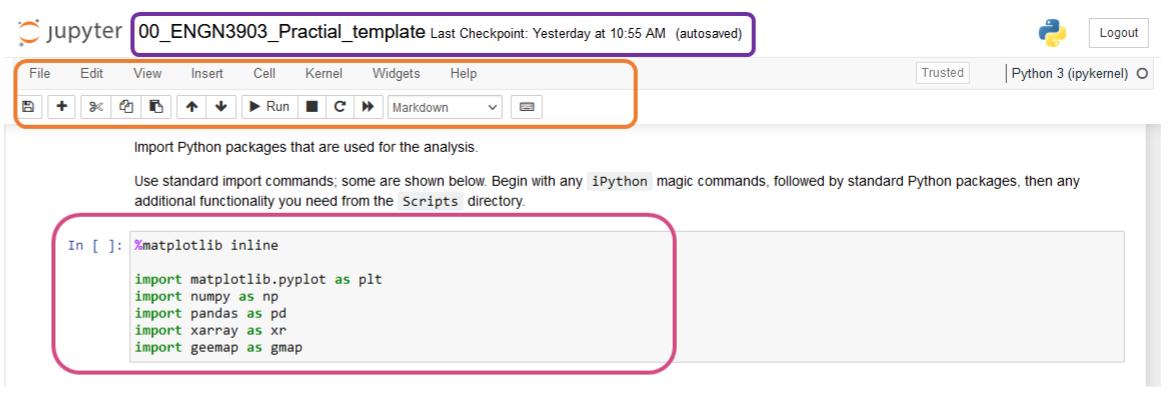 jupyter 00_ENGN3903_Practial_template Last Checkpoint: Yesterday at 10:55 AM (autosaved) Logout
File Edit View Insert Cell Kernel Widgets Help Trusted Python 3 (ipykernel)
Run Markdown
Import Python packages that are used for the analysis.
Use standard import commands; some are shown below. Begin with any iPython magic commands, followed by standard Python packages, then any
additional functionality you need from the Scripts directory.
In [ ]: %matplotlib inline
import matplotlib.pyplot as plt
import numpy as np
import pandas as pd
import xarray as xr
import geemap as gmap